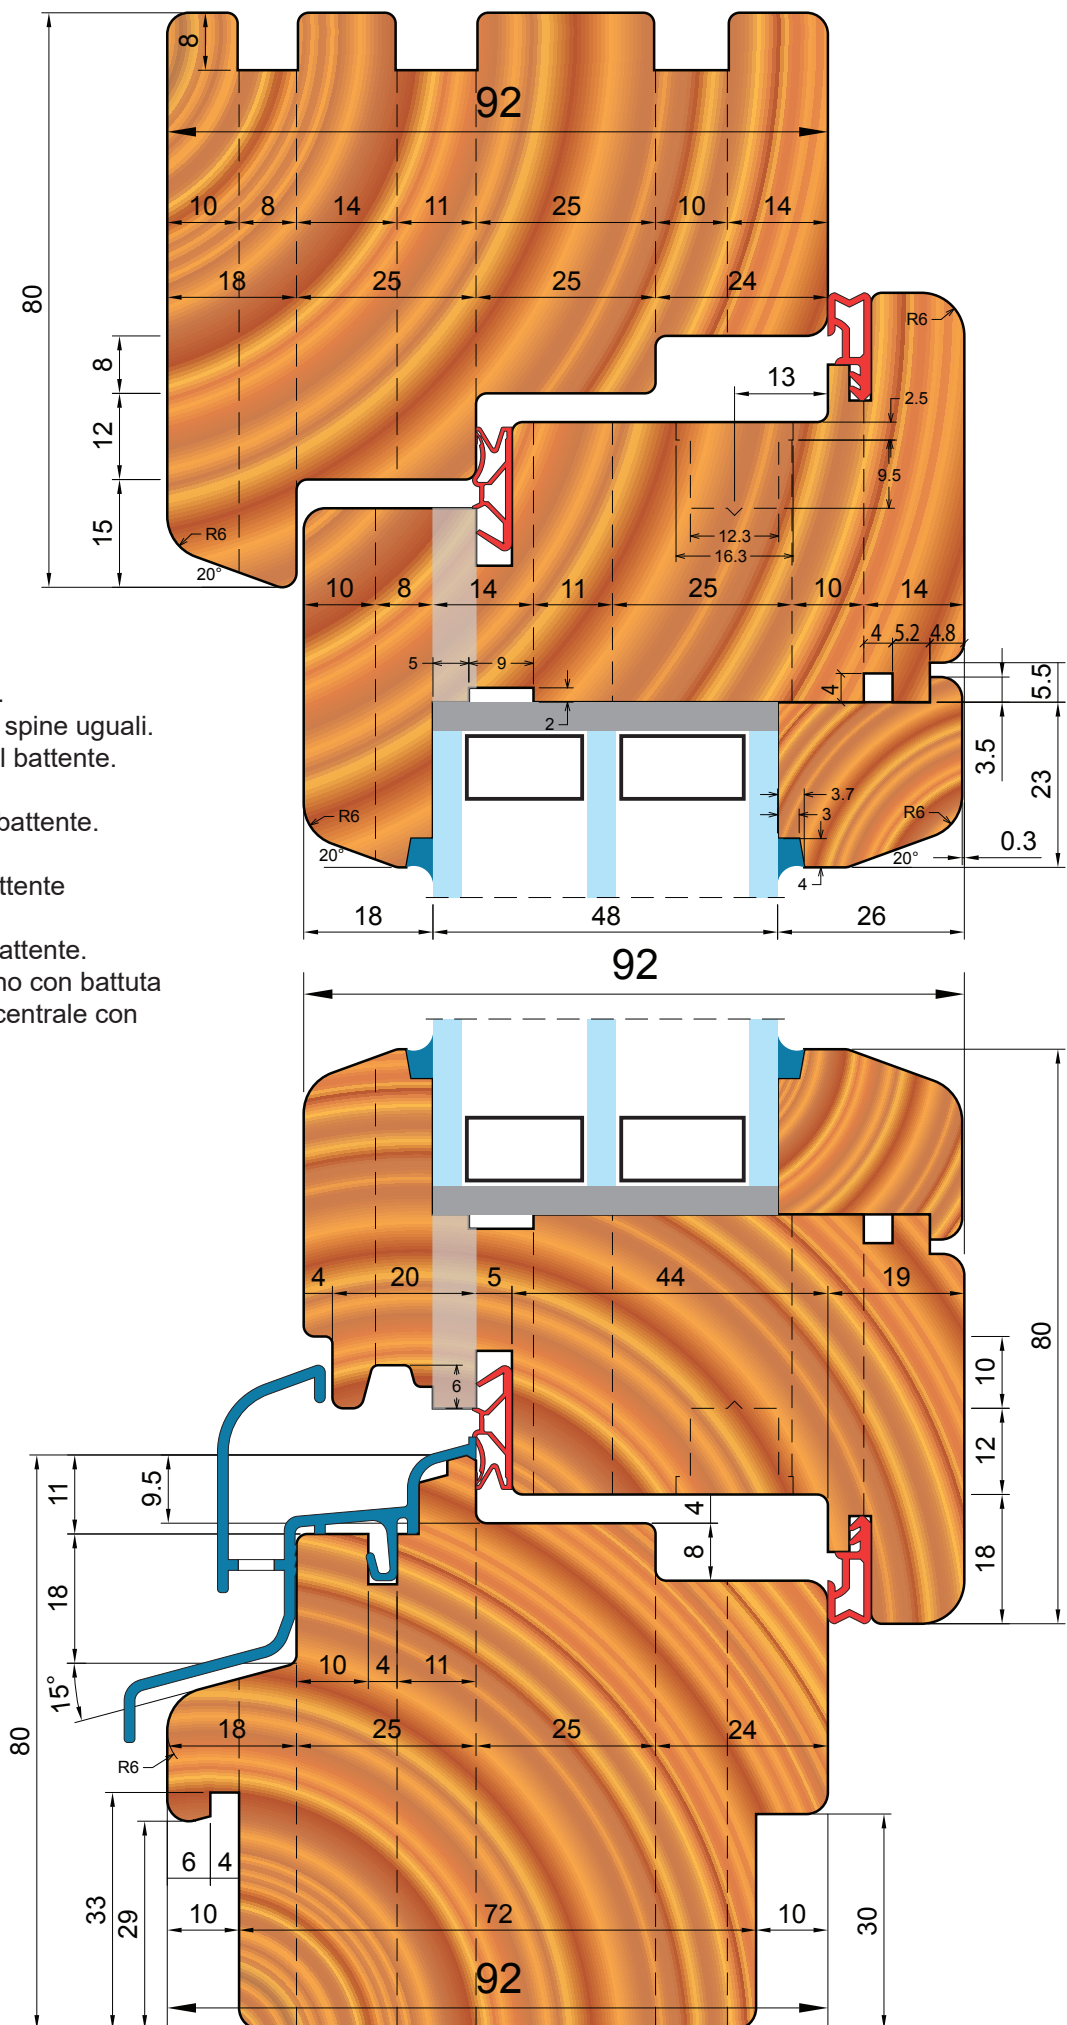 8
92
10 8 14 11 25 10 14
18 25 25 24
80
8
12
15
R6
20°
R6
13
2.5
9.5
12.3
16.3
10 8 14 11 25 10 14
4 5.2 4.8
5 9
4
5.5
2
3.5
23
.
spine uguali.
l battente.
battente.
ttente
attente.
no con battuta
centrale con
R6
20°
3.7
3
R6
20°
0.3
4
18 48 26
92
4 20 5 44 19
80
10
6
12
11
9.5
4
8
18
18
10 4 11
15°
18 25 25 24
80
R6
6 4
33
29
10 72 10
30
92